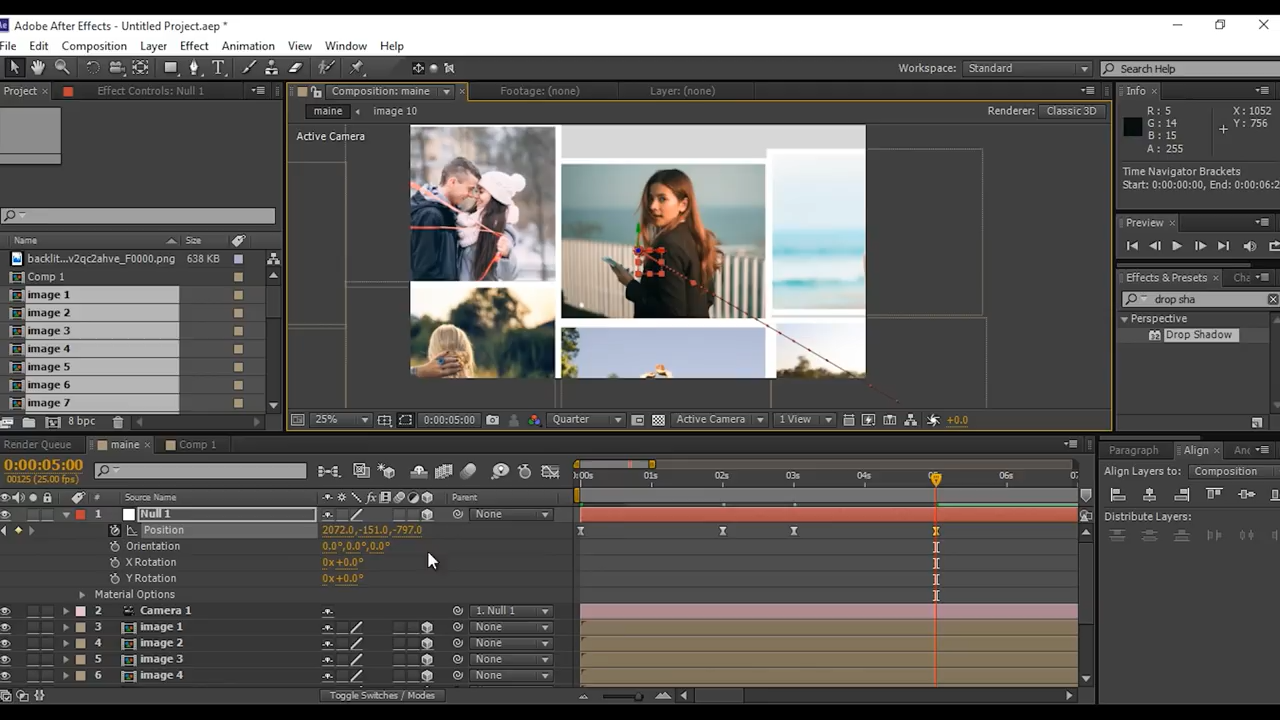 Ae Adobe After Effects - Untitled Project.aep *
File Edit Composition Layer Effect Animation View Window Help
T Workspace: Standard Search Help
Project Effect Controls: Null 1
Composition: maine Footage: (none) Layer: (none)
maine image 10 Renderer: Classic3D
Active Camera
Info
R: 5 X: 1052
G: 14 Y: 756
B: 15
A: 255
Time Navigator Brackets
Start: 0:00:00:00, End: 0:00:06:2
Preview
Effects & Presets Cha
drop sha
Perspective
Drop Shadow
Name Size
backlit...v2qc2ahve_F0000.png 638 KB
Comp 1
image 1
image 2
image 3
image 4
image 5
image 6
image 7
8 bpc
25% 0:00:05:00 Quarter Active Camera 1 View +0.0
Render Queue maine Comp 1
0:00:05:00
00125 (25.00 fps)
:00s 01s 02s 03s 04s 06s 07
# Source Name fx Parent
1 Null 1 None
Position 2072.0,-151.0,-797.0
Orientation 0.0°,0.0°,0.0°
X Rotation 0x+0.0°
Y Rotation 0x+0.0°
Material Options
2 Camera 1 1. Null 1
3 image 1 None
4 image 2 None
5 image 3 None
6 image 4 None
Toggle Switches / Modes
Paragraph Align An
Align Layers to: Composition
Distribute Layers: